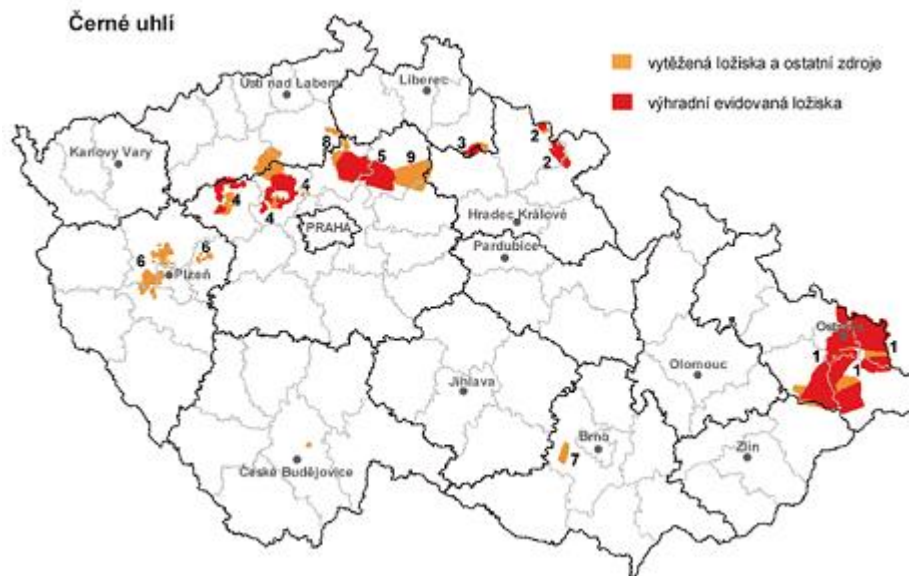 Černé uhlí
vytěžená ložiska a ostatní zdroje
výhradní evidovaná ložiska
Ústí nad Labem
Liberec
Karlovy Vary
8
5
9
3
2
2
4
4
4
PRAHA
Hradec Králové
Pardubice
6
6
Plzeň
Ostrava
1
1
1
Olomouc
Jihlava
Brno
7
Zlín
České Budějovice